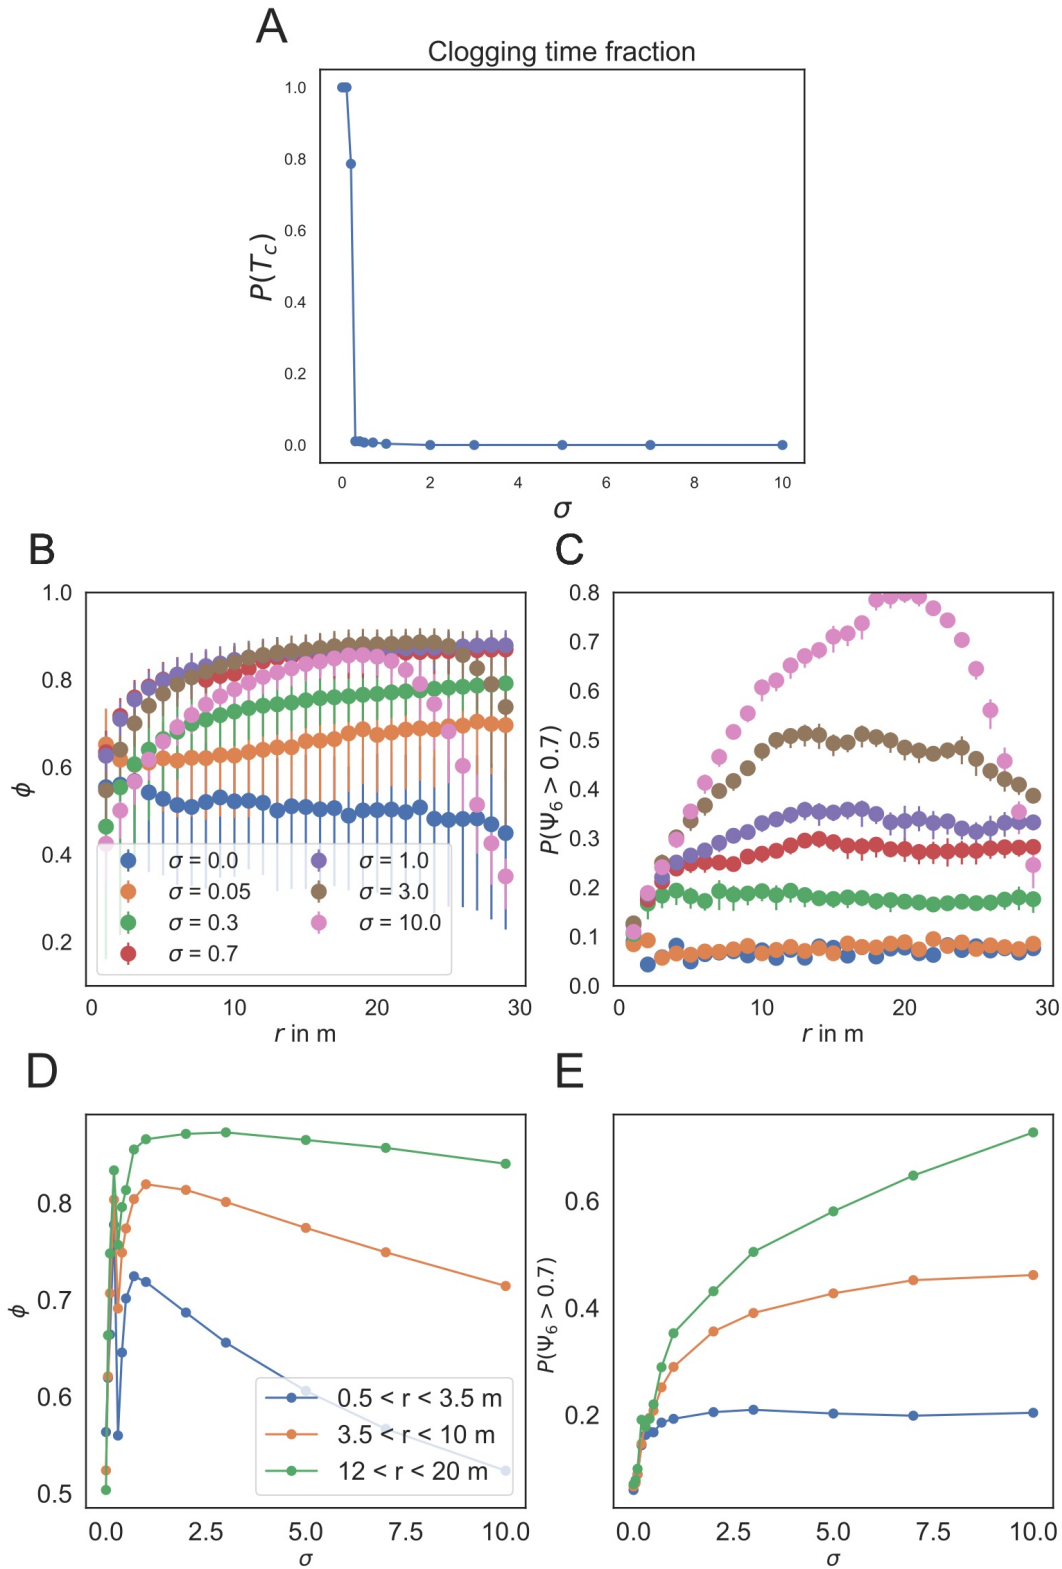 A
Clogging time fraction
1.0
0.8
0.6
0.4
0.2
0.0
P(T_c)
0 2 4 6 8 10
σ
B
1.0
0.8
0.6
0.4
0.2
ϕ
σ = 0.0
σ = 0.05
σ = 0.3
σ = 0.7
σ = 1.0
σ = 3.0
σ = 10.0
0 10 20 30
r in m
C
0.8
0.7
0.6
0.5
0.4
0.3
0.2
0.1
0.0
P(Ψ₆ > 0.7)
0 10 20 30
r in m
D
0.8
0.7
0.6
0.5
ϕ
0.5 < r < 3.5 m
3.5 < r < 10 m
12 < r < 20 m
0.0 2.5 5.0 7.5 10.0
σ
E
0.6
0.4
0.2
P(Ψ₆ > 0.7)
0.0 2.5 5.0 7.5 10.0
σ